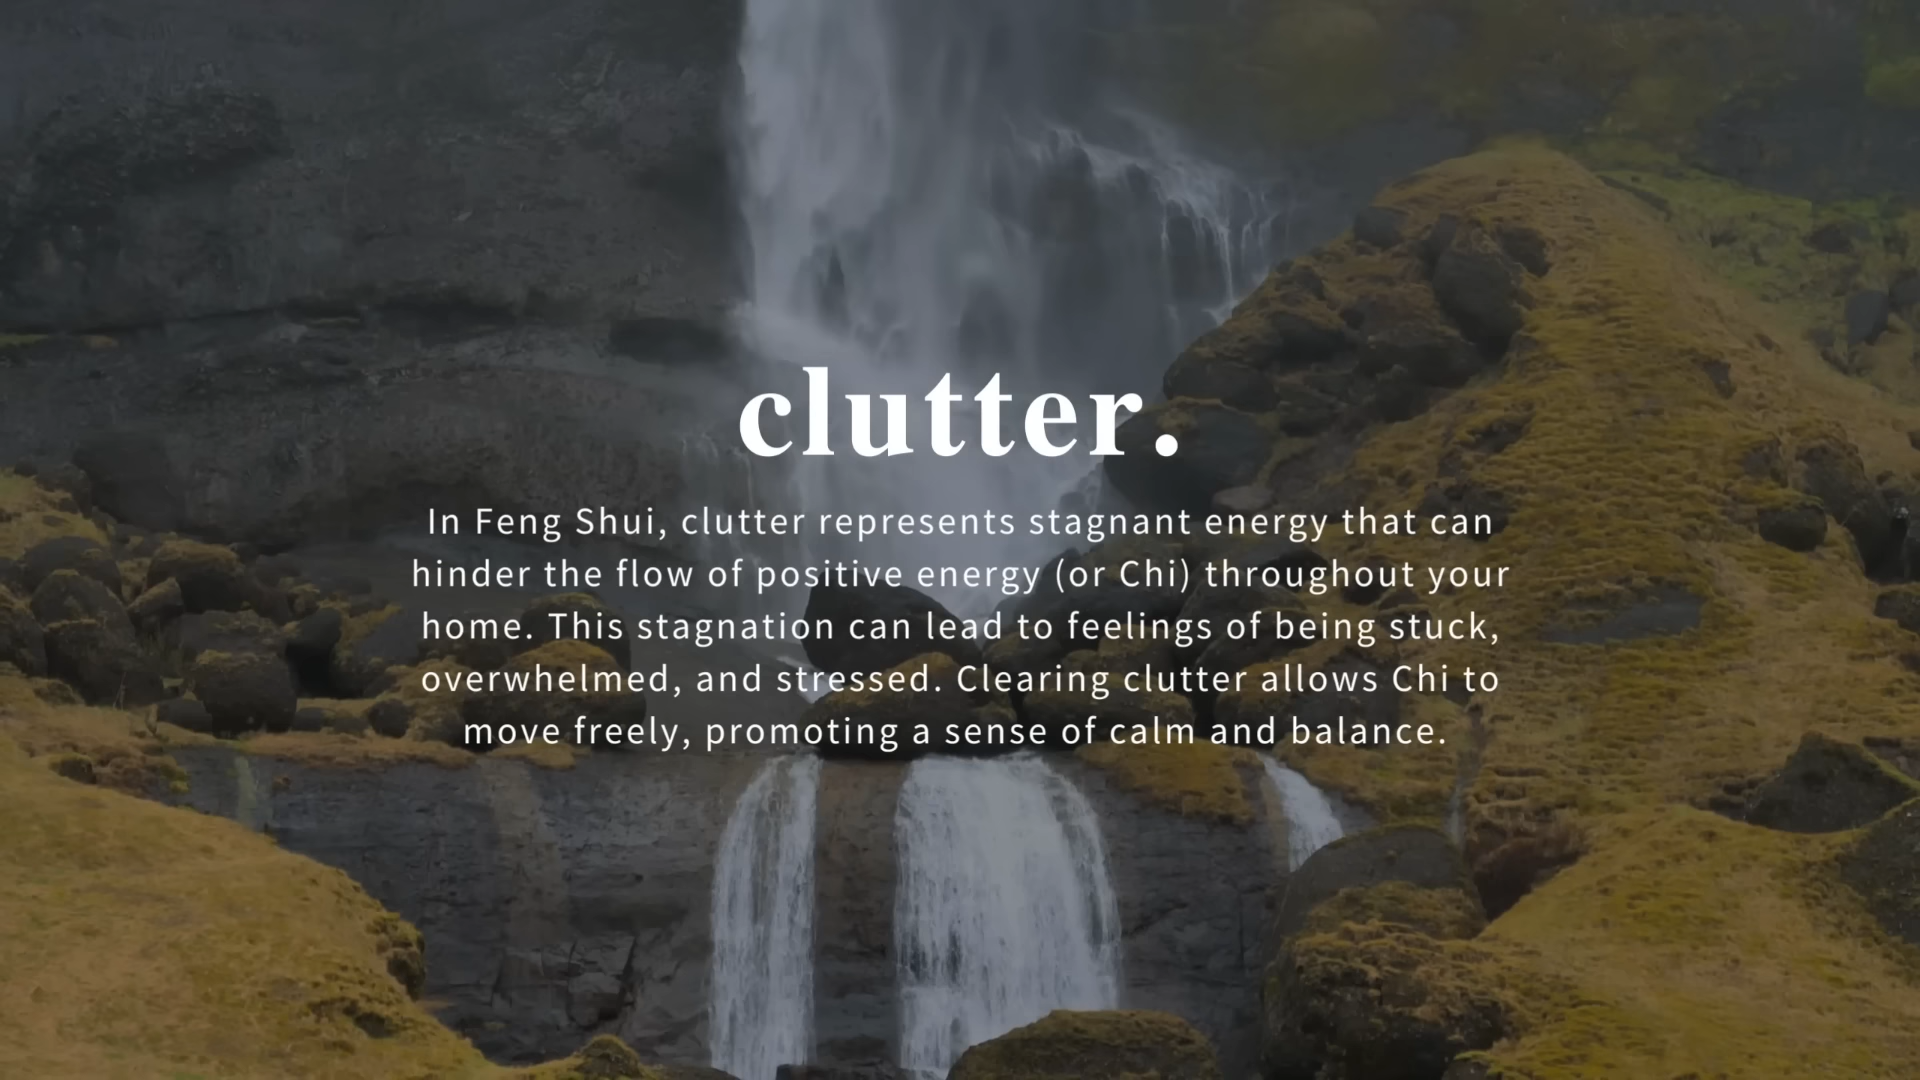 clutter.
In Feng Shui, clutter represents stagnant energy that can
hinder the flow of positive energy (or Chi) throughout your
home. This stagnation can lead to feelings of being stuck,
overwhelmed, and stressed. Clearing clutter allows Chi to
move freely, promoting a sense of calm and balance.